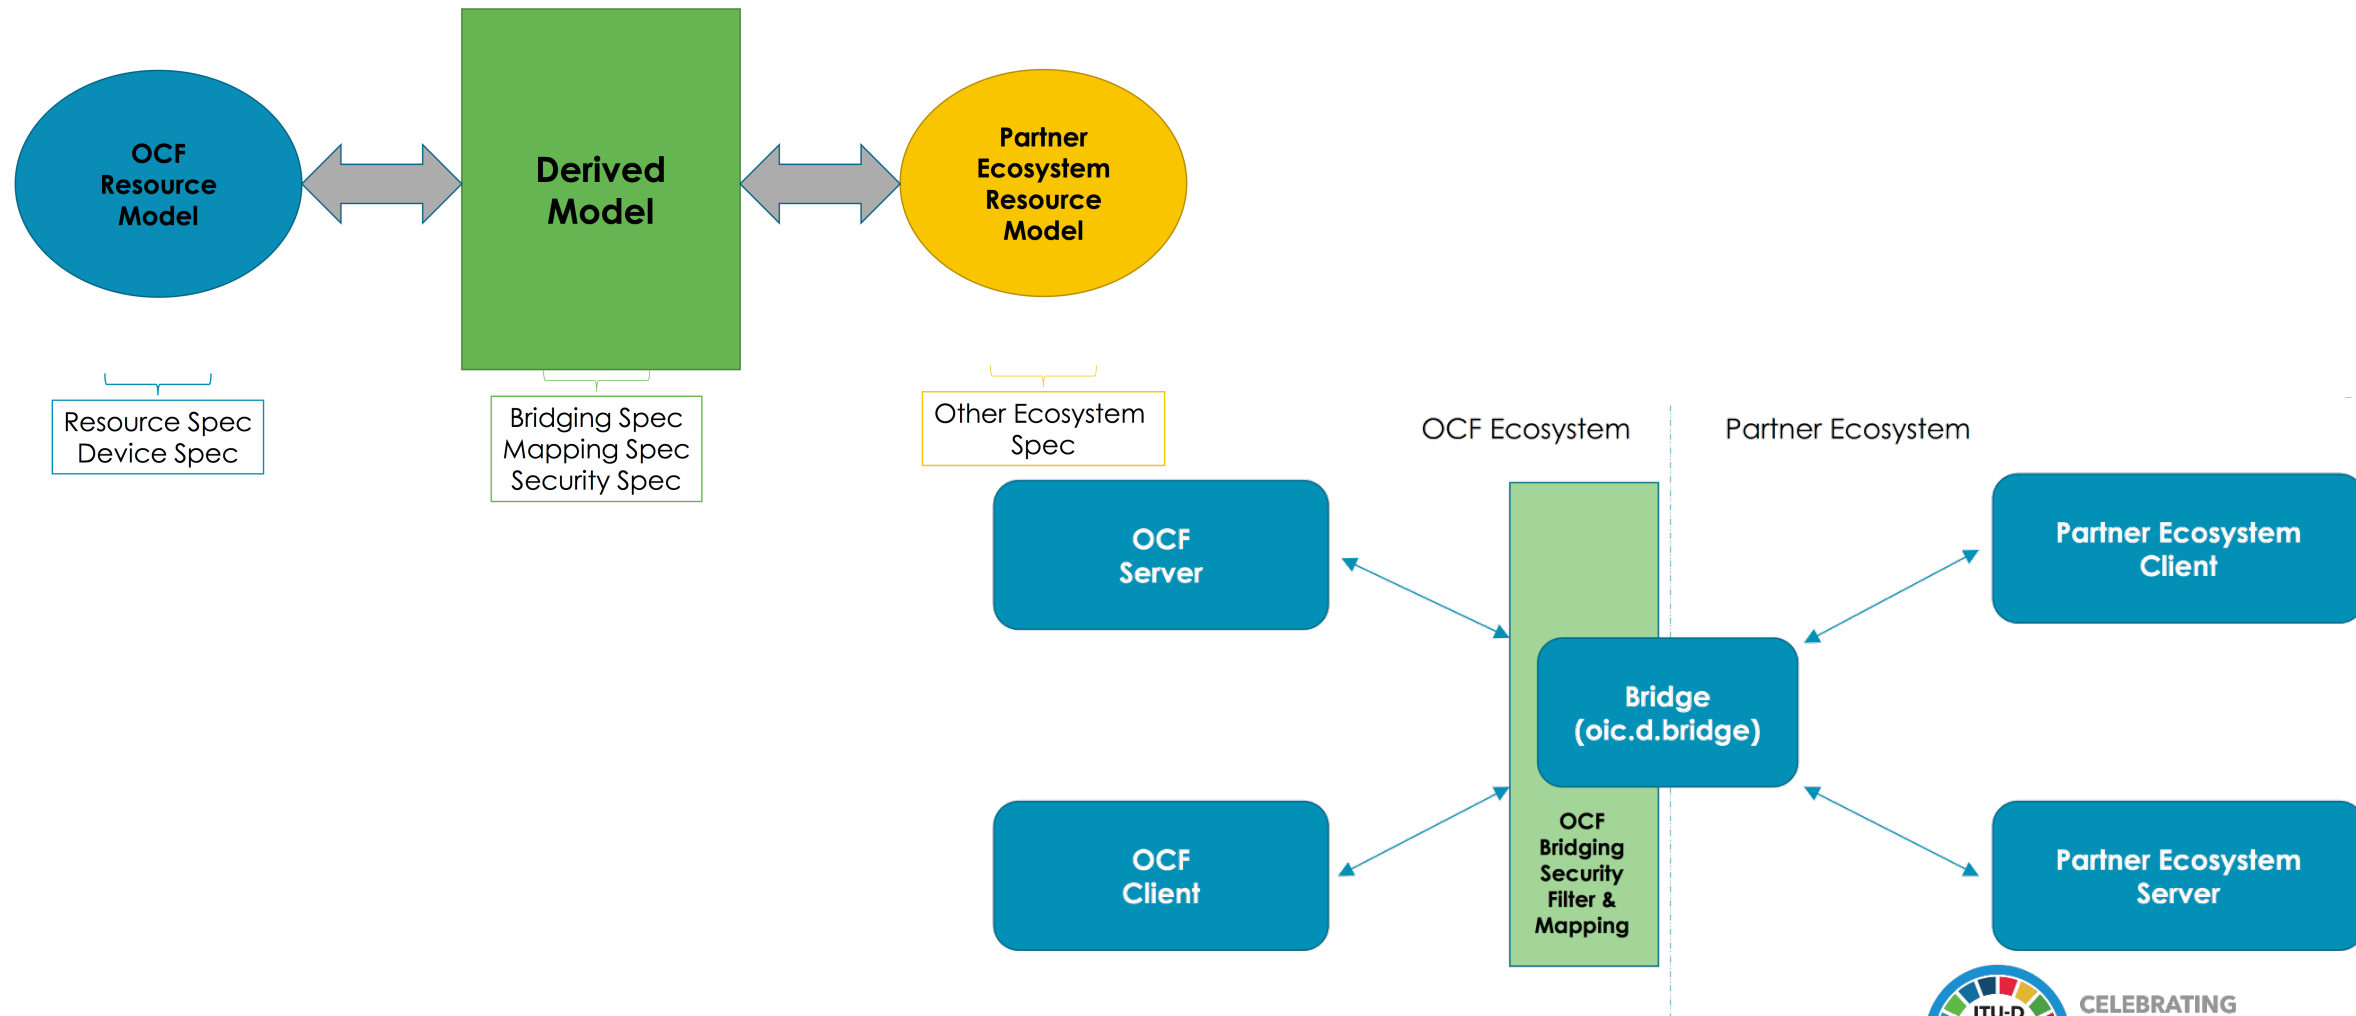 OCF
Resource
Model
Derived
Model
Partner
Ecosystem
Resource
Model
Resource Spec
Device Spec
Bridging Spec
Mapping Spec
Security Spec
Other Ecosystem
Spec
OCF Ecosystem
Partner Ecosystem
OCF
Server
Partner Ecosystem
Client
Bridge
(oic.d.bridge)
OCF
Client
OCF
Bridging
Security
Filter &
Mapping
Partner Ecosystem
Server
ITU-D
CELEBRATING